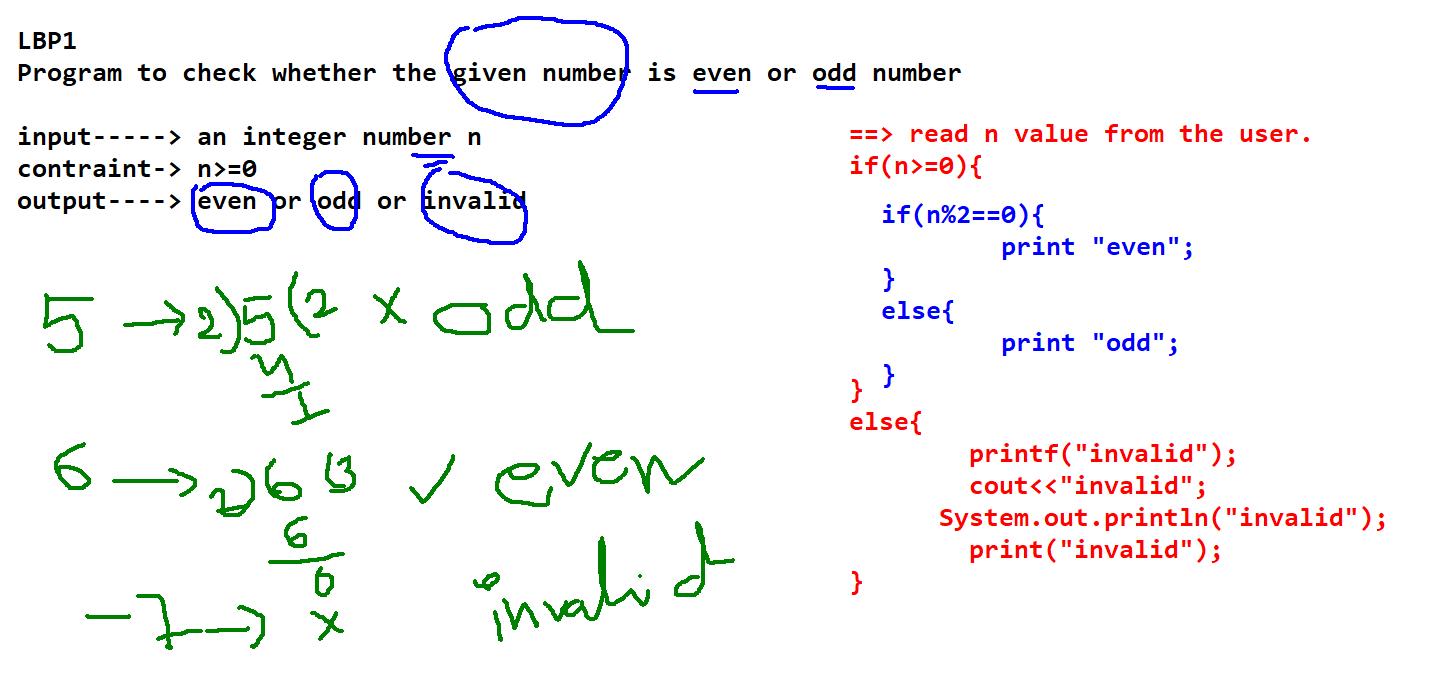 LBP1
Program to check whether the given number is even or odd number
input-----> an integer number n
contraint-> n>=0
output----> even or odd or invalid
==> read n value from the user.
if(n>=0){
if(n%2==0){
print "even";
}
else{
print "odd";
}
}
else{
printf("invalid");
cout<<"invalid";
System.out.println("invalid");
print("invalid");
}
5 → 2)5(2 × odd
4
1
6 → 2)6(3 ✓ even
6
0
-7 → × invalid